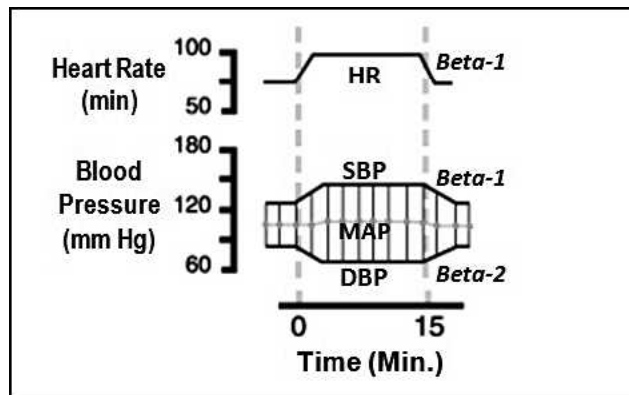 100
Heart Rate
(min)
50
HR
Beta-1
180
Blood
Pressure
(mm Hg)
120
60
SBP
MAP
DBP
Beta-1
Beta-2
0
15
Time (Min.)